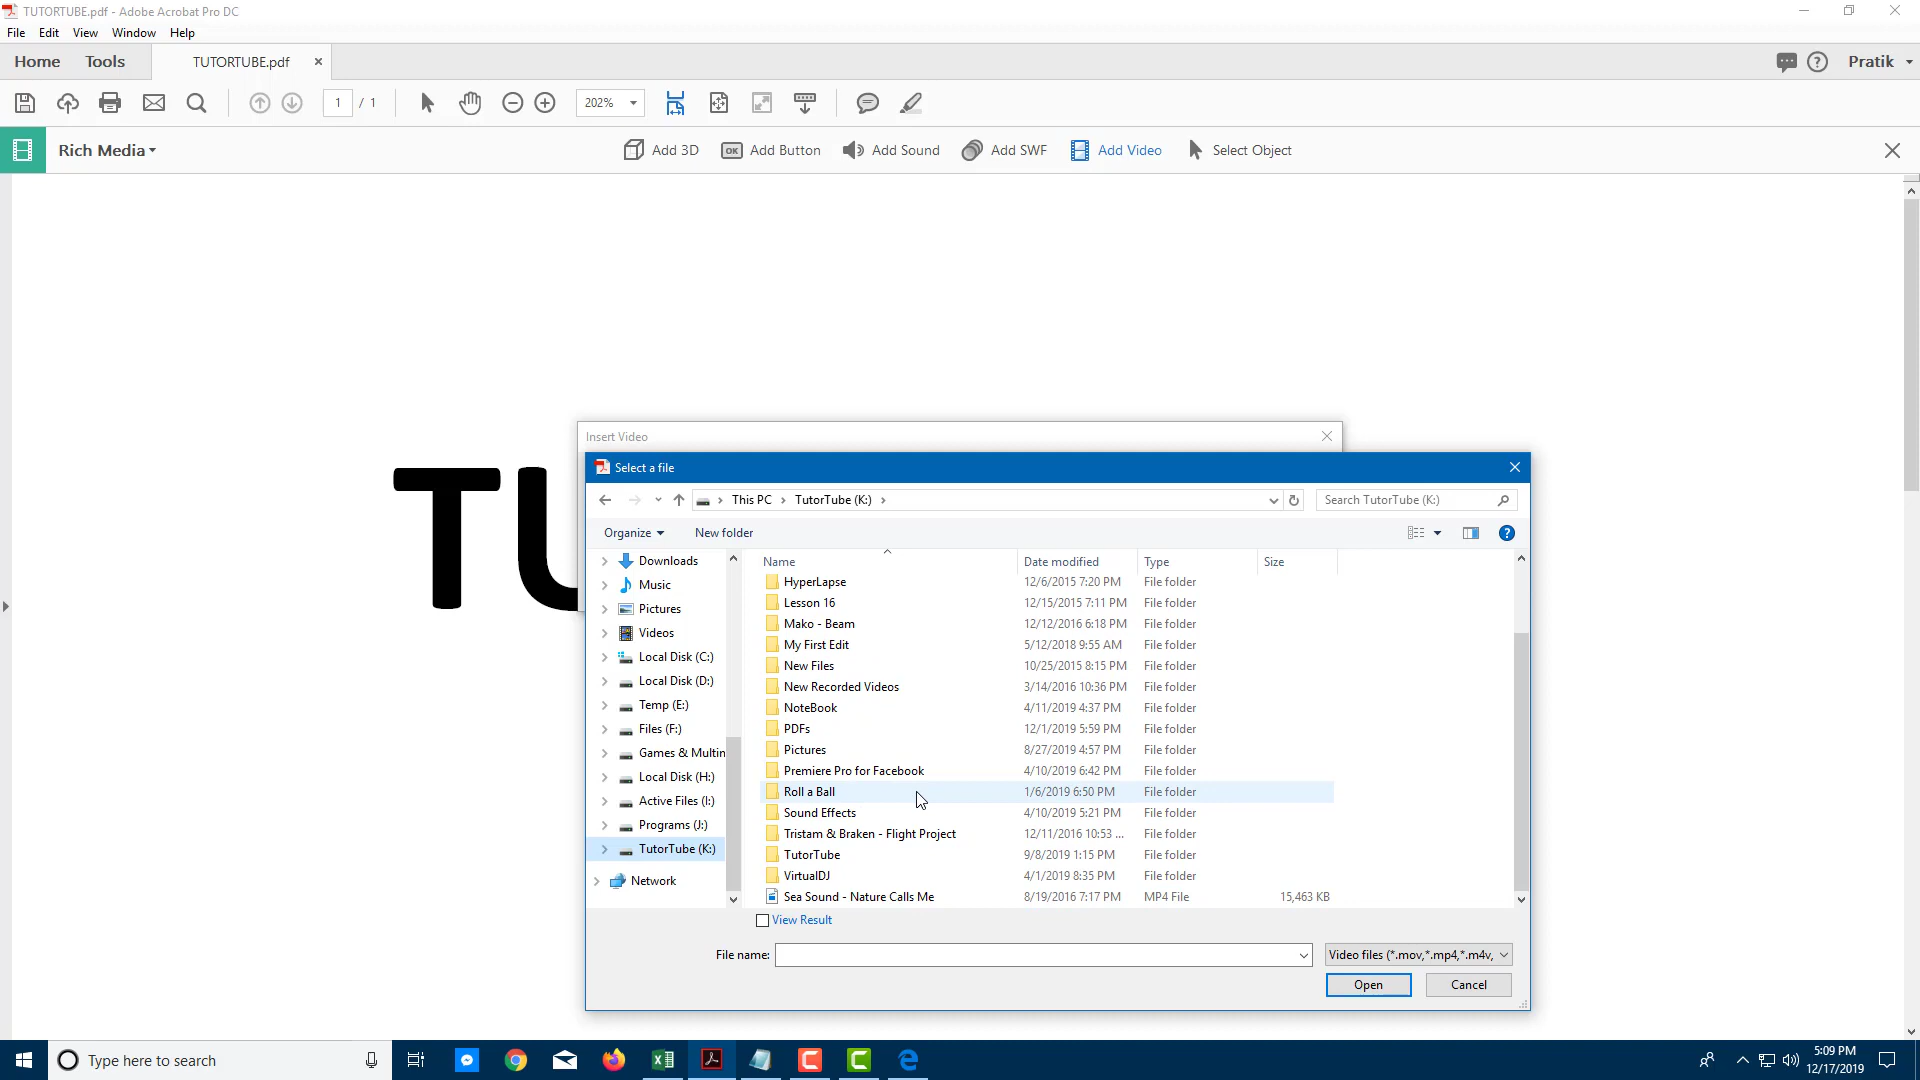 TUTORTUBE.pdf - Adobe Acrobat Pro DC
File Edit View Window Help
Home Tools TUTORTUBE.pdf Pratik
1 / 1 202%
Rich Media Add 3D OK Add Button Add Sound Add SWF Add Video Select Object
TU
Insert Video
Select a file
This PC TutorTube (K:) Search TutorTube (K:)
Organize New folder
Name Date modified Type Size
Downloads
Music
Pictures
Videos
Local Disk (C:)
Local Disk (D:)
Temp (E:)
Files (F:)
Games & Multin
Local Disk (H:)
Active Files (I:)
Programs (J:)
TutorTube (K:)
Network
HyperLapse 12/6/2015 7:20 PM File folder
Lesson 16 12/15/2015 7:11 PM File folder
Mako - Beam 12/12/2016 6:18 PM File folder
My First Edit 5/12/2018 9:55 AM File folder
New Files 10/25/2015 8:15 PM File folder
New Recorded Videos 3/14/2016 10:36 PM File folder
NoteBook 4/11/2019 4:37 PM File folder
PDFs 12/1/2019 5:59 PM File folder
Pictures 8/27/2019 4:57 PM File folder
Premiere Pro for Facebook 4/10/2019 6:42 PM File folder
Roll a Ball 1/6/2019 6:50 PM File folder
Sound Effects 4/10/2019 5:21 PM File folder
Tristam & Braken - Flight Project 12/11/2016 10:53 ... File folder
TutorTube 9/8/2019 1:15 PM File folder
VirtualDJ 4/1/2019 8:35 PM File folder
Sea Sound - Nature Calls Me 8/19/2016 7:17 PM MP4 File 15,463 KB
View Result
File name: Video files (*.mov,*.mp4,*.m4v,
Open Cancel
Type here to search
5:09 PM
12/17/2019